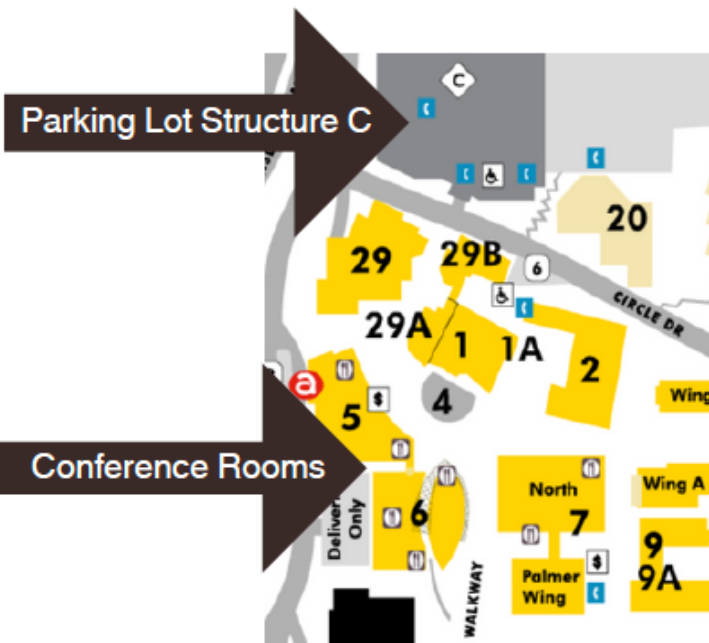 C
Parking Lot Structure C
20
29
29B
6
CIRCLE DR
29A
1
1A
2
a
5
$
4
Wing
Conference Rooms
North
Wing A
6
7
Only
9
$
9A
Palmer
Wing
WALKWAY